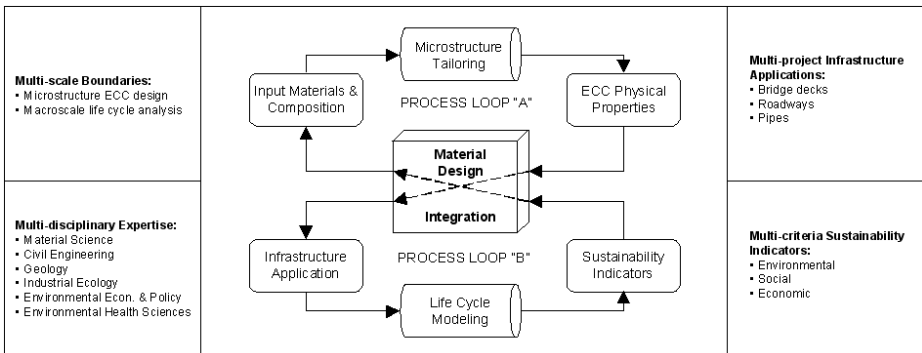 Multi-scale Boundaries:
▪ Microstructure ECC design
▪ Macroscale life cycle analysis
Multi-disciplinary Expertise:
▪ Material Science
▪ Civil Engineering
▪ Geology
▪ Industrial Ecology
▪ Environmental Econ. & Policy
▪ Environmental Health Sciences
Microstructure
Tailoring
Input Materials &
Composition
PROCESS LOOP "A"
ECC Physical
Properties
Material
Design
Integration
Infrastructure
Application
PROCESS LOOP "B"
Sustainability
Indicators
Life Cycle
Modeling
Multi-project Infrastructure
Applications:
▪ Bridge decks
▪ Roadways
▪ Pipes
Multi-criteria Sustainability
Indicators:
▪ Environmental
▪ Social
▪ Economic